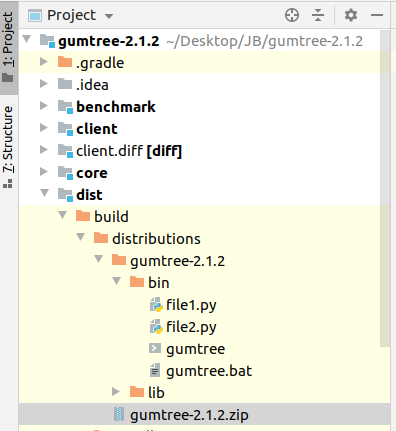 Project
1: Project
gumtree-2.1.2 ~/Desktop/JB/gumtree-2.1.2
.gradle
.idea
benchmark
client
client.diff [diff]
7: Structure
core
dist
build
distributions
gumtree-2.1.2
bin
file1.py
file2.py
gumtree
gumtree.bat
lib
gumtree-2.1.2.zip